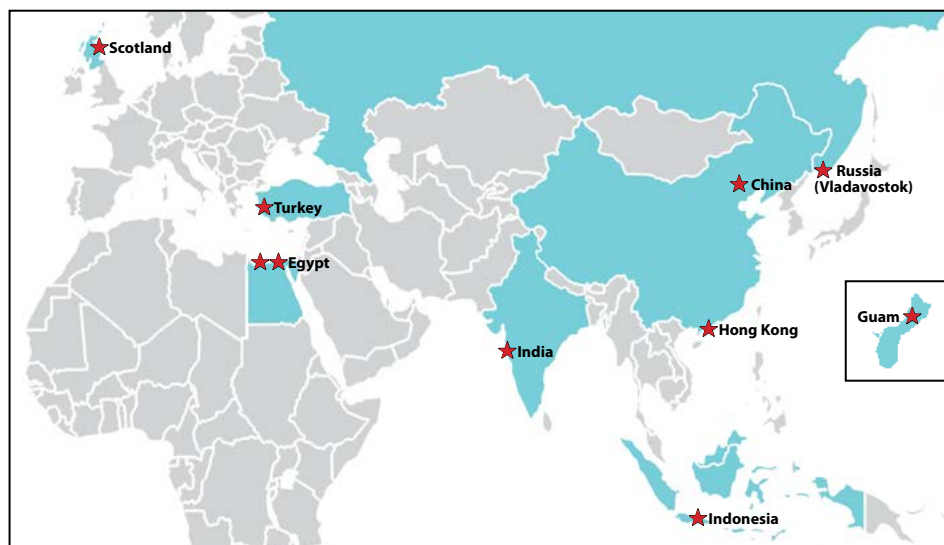 Scotland
Russia
(Vladavostok)
China
Turkey
Egypt
Guam
Hong Kong
India
Indonesia